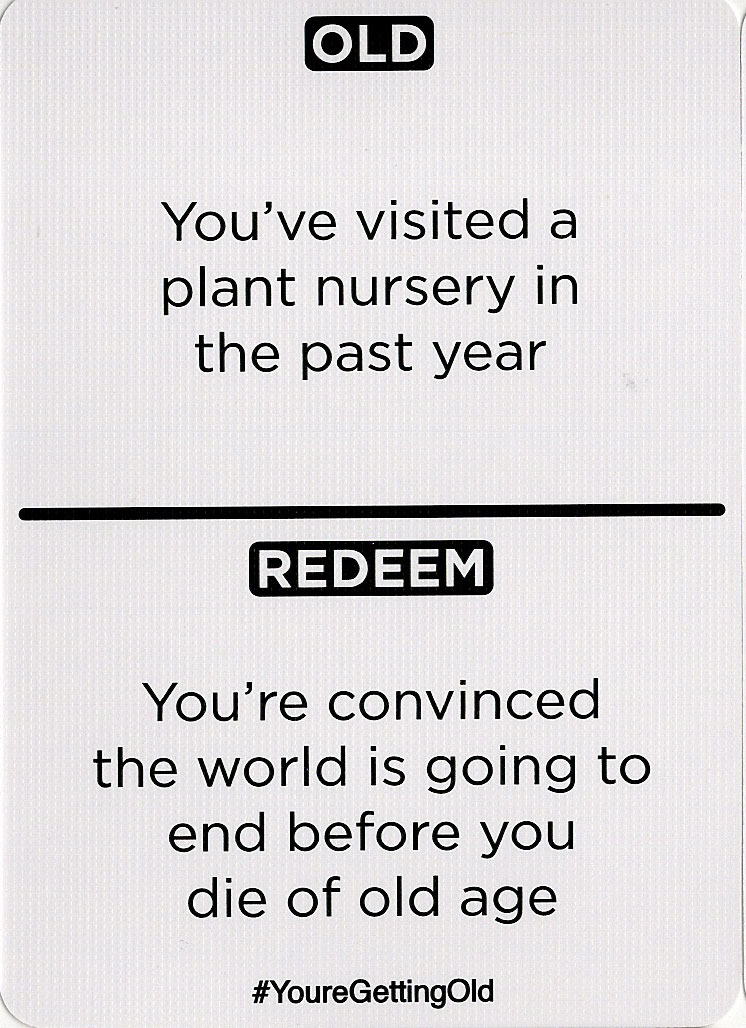 OLD
You’ve visited a
plant nursery in
the past year
REDEEM
You’re convinced
the world is going to
end before you
die of old age
#YoureGettingOld